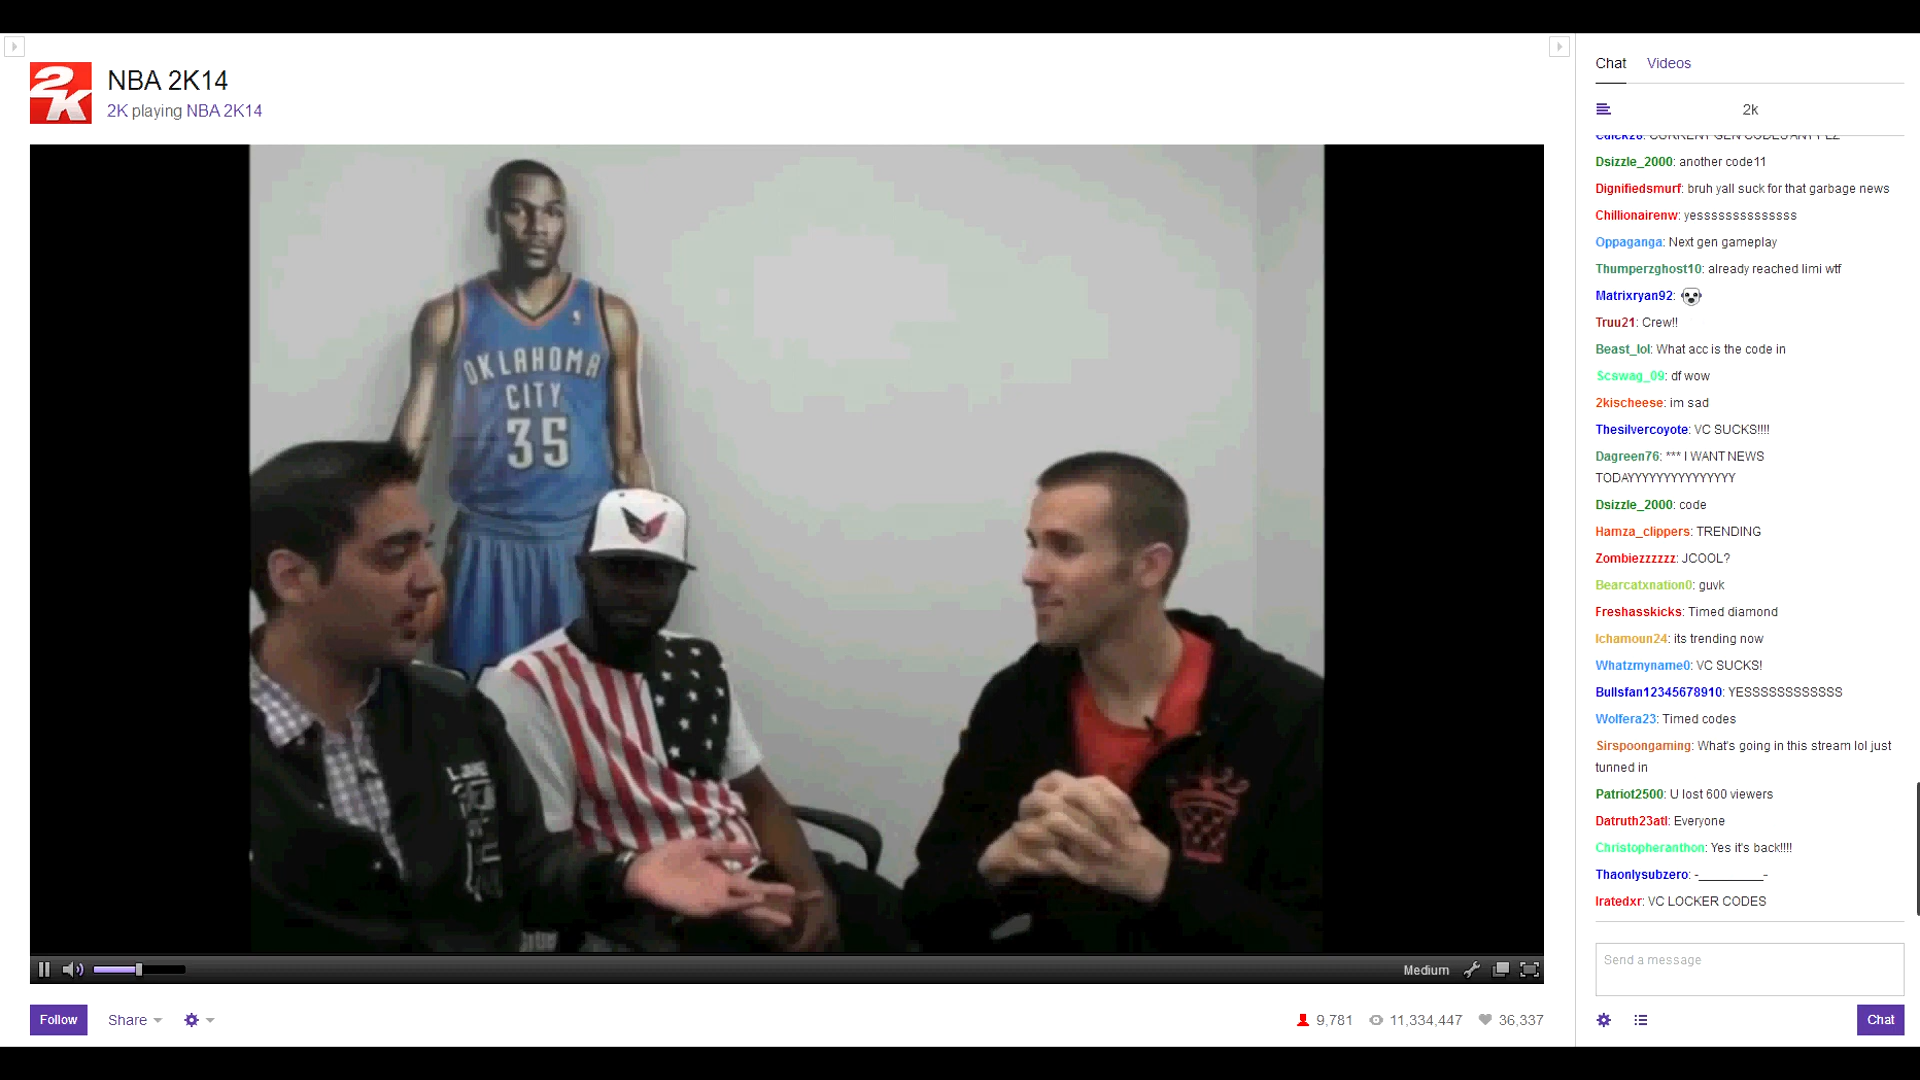 2K
NBA 2K14
2K playing NBA 2K14
OKLAHOMA
CITY
35
Medium
Follow
Share
9,781
11,334,447
36,337
Chat Videos
2k
Dsizzle_2000: another code11
Dignifiedsmurf: bruh yall suck for that garbage news
Chillionairenw: yesssssssssssssss
Oppaganga: Next gen gameplay
Thumperzghost10: already reached limi wtf
Matrixryan92:
Truu21: Crew!!
Beast_lol: What acc is the code in
Scswag_09: df wow
2kischeese: im sad
Thesilvercoyote: VC SUCKS!!!!
Dagreen76: *** I WANT NEWS
TODAYYYYYYYYYYYYYYY
Dsizzle_2000: code
Hamza_clippers: TRENDING
Zombiezzzzzz: JCOOL?
Bearcatxnation0: guvk
Freshasskicks: Timed diamond
Ichamoun24: its trending now
Whatzmyname0: VC SUCKS!
Bullsfan12345678910: YESSSSSSSSSSSS
Wolfera23: Timed codes
Sirspoongaming: What's going in this stream lol just
tunned in
Patriot2500: U lost 600 viewers
Datruth23atl: Everyone
Christopheranthon: Yes it's back!!!!
Thaonlysubzero: -__________-
Iratedxr: VC LOCKER CODES
Send a message
Chat